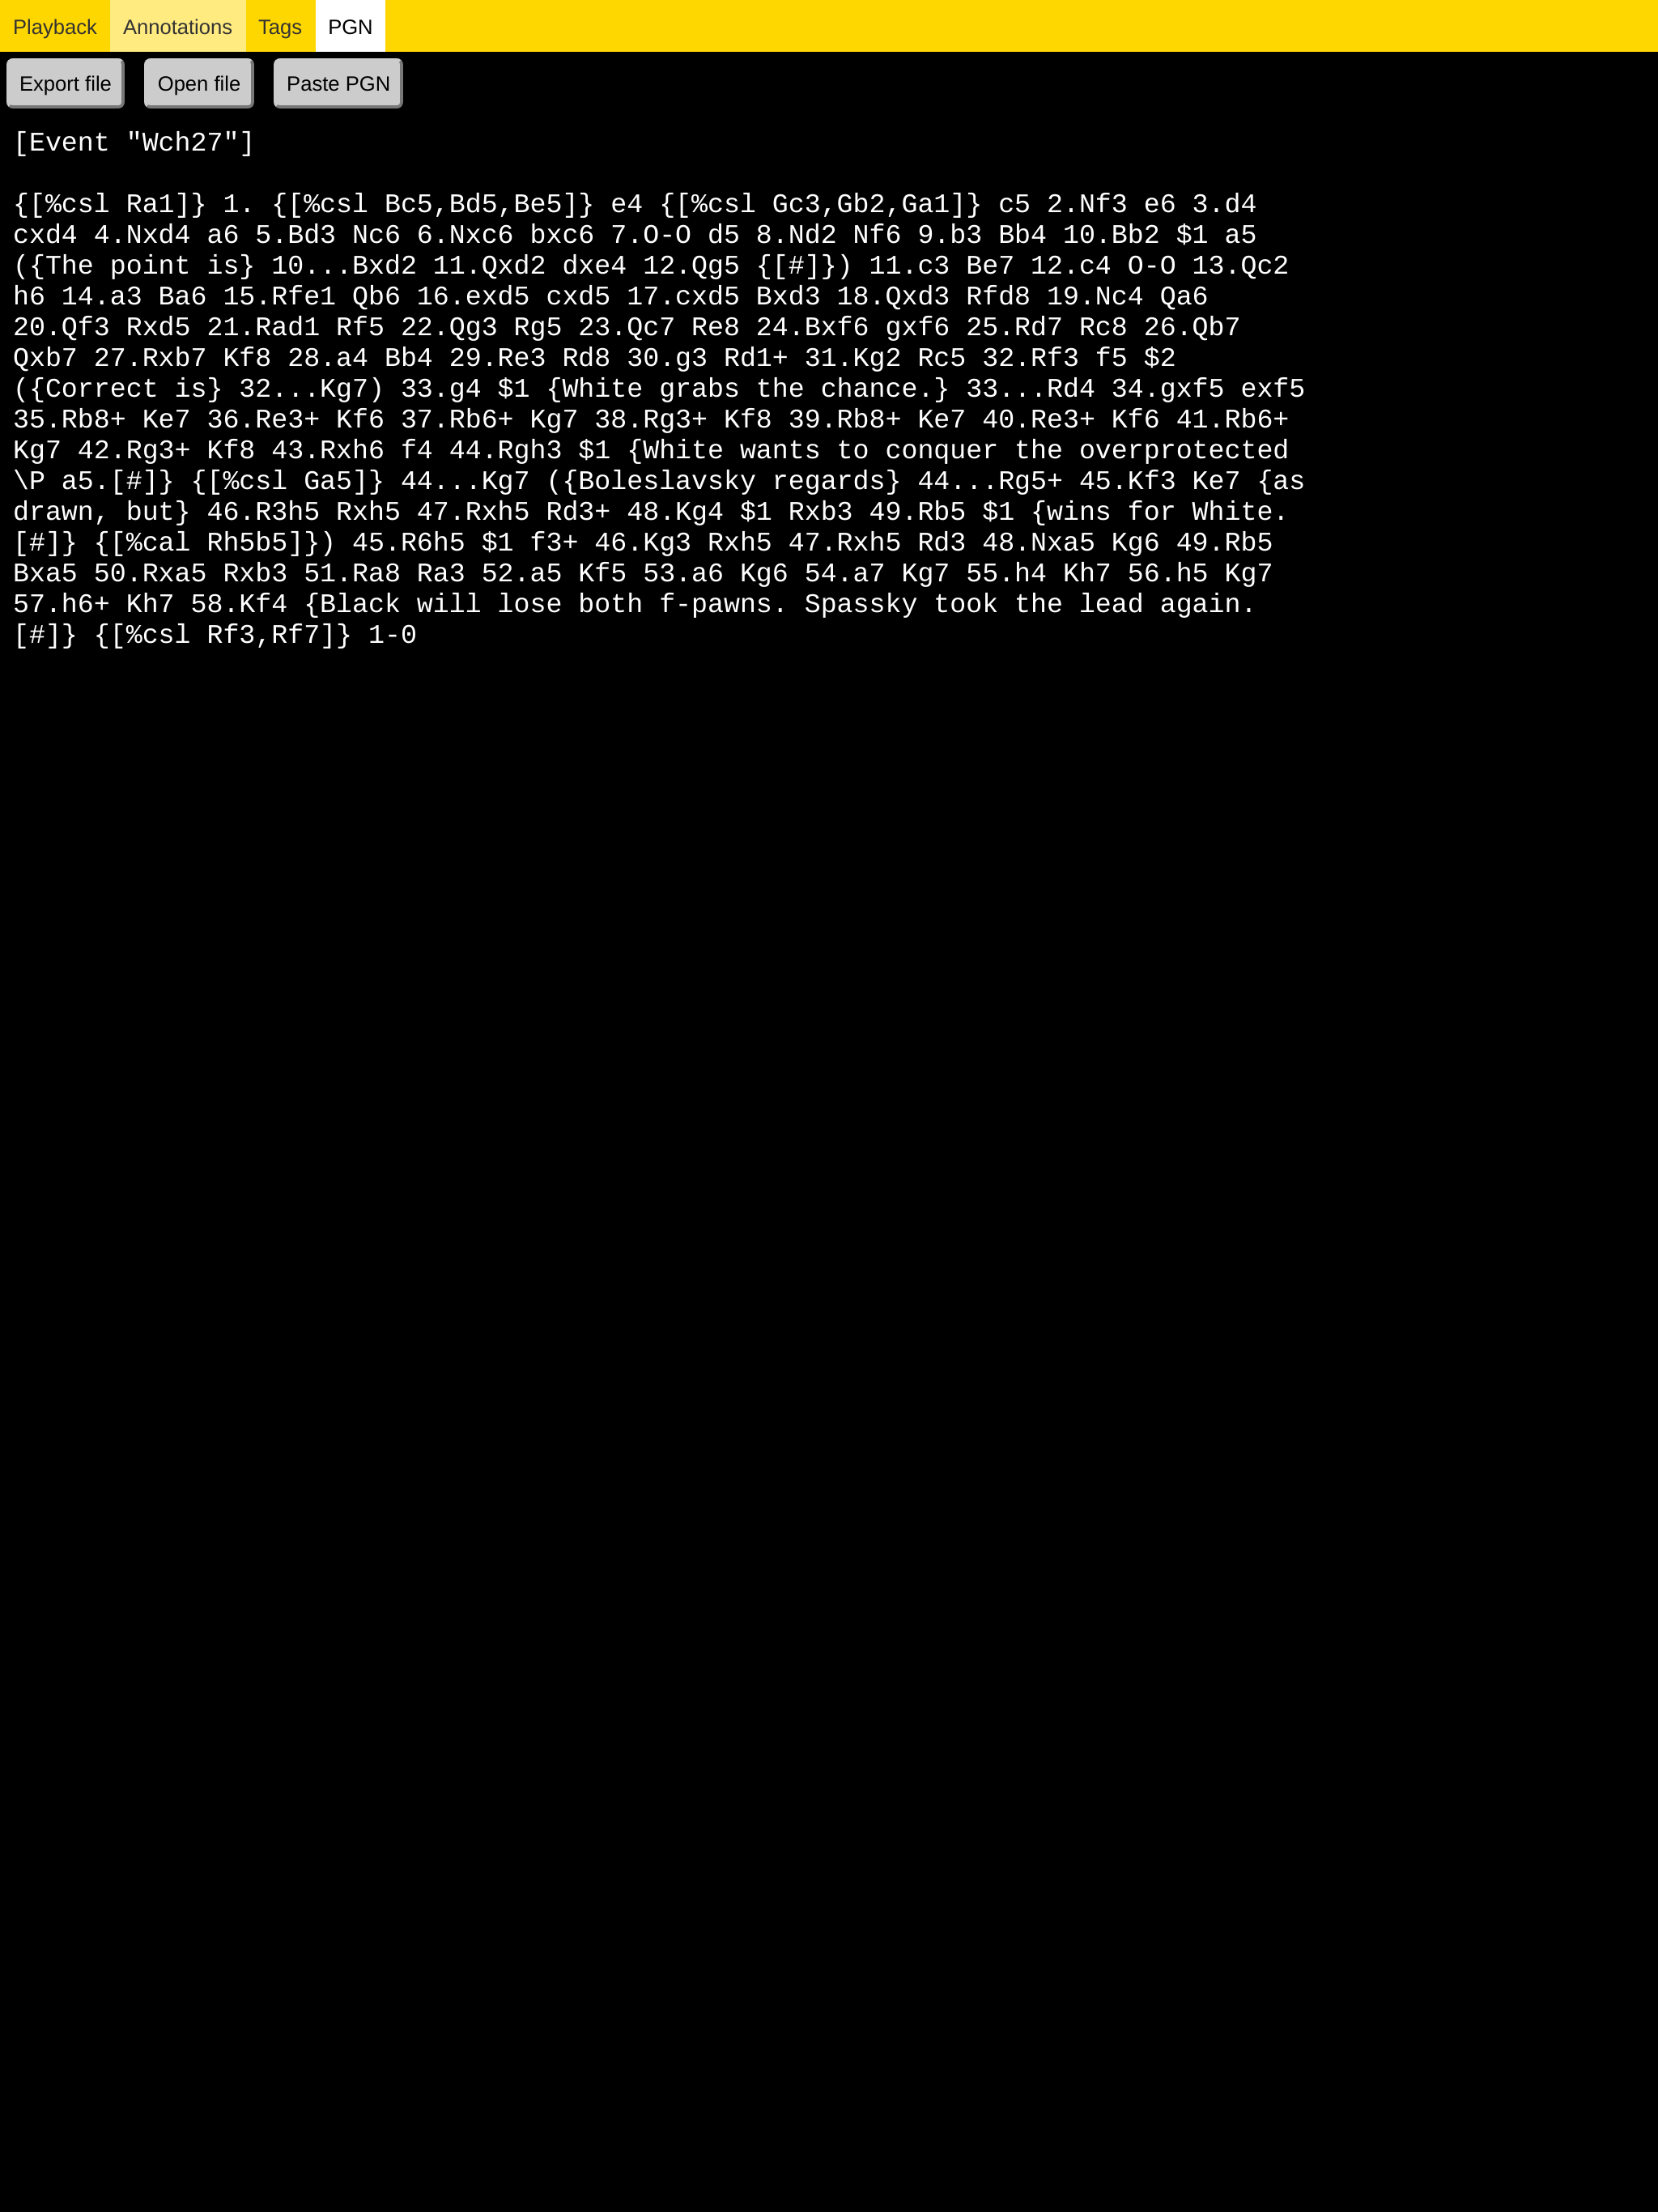 Playback Annotations Tags PGN
Export file Open file Paste PGN
[Event "Wch27"]
{[%csl Ra1]} 1. {[%csl Bc5,Bd5,Be5]} e4 {[%csl Gc3,Gb2,Ga1]} c5 2.Nf3 e6 3.d4
cxd4 4.Nxd4 a6 5.Bd3 Nc6 6.Nxc6 bxc6 7.O-O d5 8.Nd2 Nf6 9.b3 Bb4 10.Bb2 $1 a5
({The point is} 10...Bxd2 11.Qxd2 dxe4 12.Qg5 {[#]}) 11.c3 Be7 12.c4 O-O 13.Qc2
h6 14.a3 Ba6 15.Rfe1 Qb6 16.exd5 cxd5 17.cxd5 Bxd3 18.Qxd3 Rfd8 19.Nc4 Qa6
20.Qf3 Rxd5 21.Rad1 Rf5 22.Qg3 Rg5 23.Qc7 Re8 24.Bxf6 gxf6 25.Rd7 Rc8 26.Qb7
Qxb7 27.Rxb7 Kf8 28.a4 Bb4 29.Re3 Rd8 30.g3 Rd1+ 31.Kg2 Rc5 32.Rf3 f5 $2
({Correct is} 32...Kg7) 33.g4 $1 {White grabs the chance.} 33...Rd4 34.gxf5 exf5
35.Rb8+ Ke7 36.Re3+ Kf6 37.Rb6+ Kg7 38.Rg3+ Kf8 39.Rb8+ Ke7 40.Re3+ Kf6 41.Rb6+
Kg7 42.Rg3+ Kf8 43.Rxh6 f4 44.Rgh3 $1 {White wants to conquer the overprotected
\P a5.[#]} {[%csl Ga5]} 44...Kg7 ({Boleslavsky regards} 44...Rg5+ 45.Kf3 Ke7 {as
drawn, but} 46.R3h5 Rxh5 47.Rxh5 Rd3+ 48.Kg4 $1 Rxb3 49.Rb5 $1 {wins for White.
[#]} {[%cal Rh5b5]}) 45.R6h5 $1 f3+ 46.Kg3 Rxh5 47.Rxh5 Rd3 48.Nxa5 Kg6 49.Rb5
Bxa5 50.Rxa5 Rxb3 51.Ra8 Ra3 52.a5 Kf5 53.a6 Kg6 54.a7 Kg7 55.h4 Kh7 56.h5 Kg7
57.h6+ Kh7 58.Kf4 {Black will lose both f-pawns. Spassky took the lead again.
[#]} {[%csl Rf3,Rf7]} 1-0